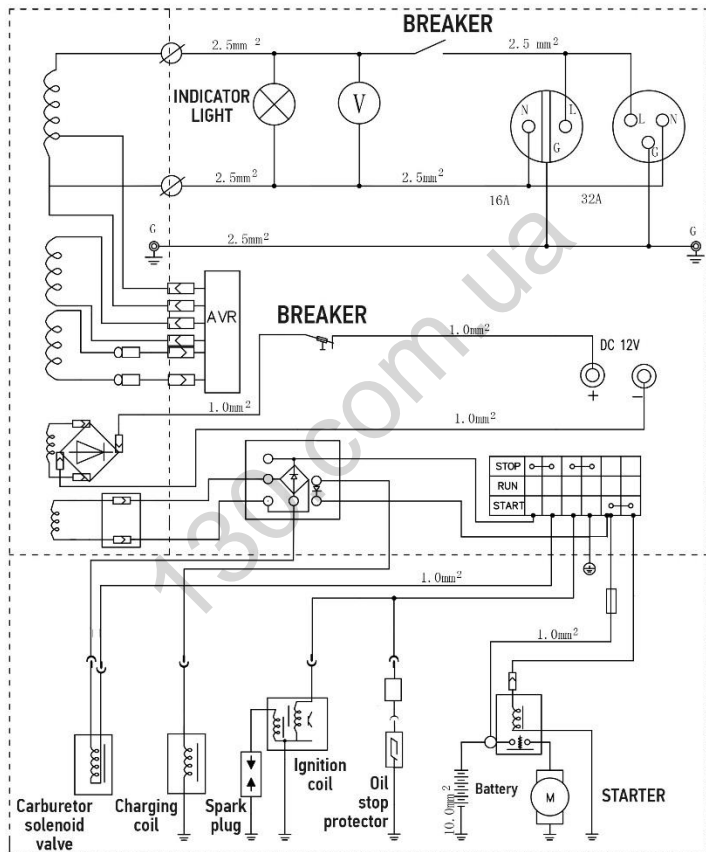 BREAKER
2.5mm²
2.5 mm²
INDICATOR
LIGHT
V
N
L
G
L
N
G
2.5mm²
2.5mm²
16A
32A
G
2.5mm²
G
AVR
BREAKER
1.0mm²
DC 12V
+
−
1.0mm²
1.0mm²
STOP
RUN
START
1.0mm²
1.0mm²
Ignition
coil
Carburetor
solenoid
valve
Charging
coil
Spark
plug
Oil
stop
protector
10.0mm²
Battery
M
STARTER
130.com.ua